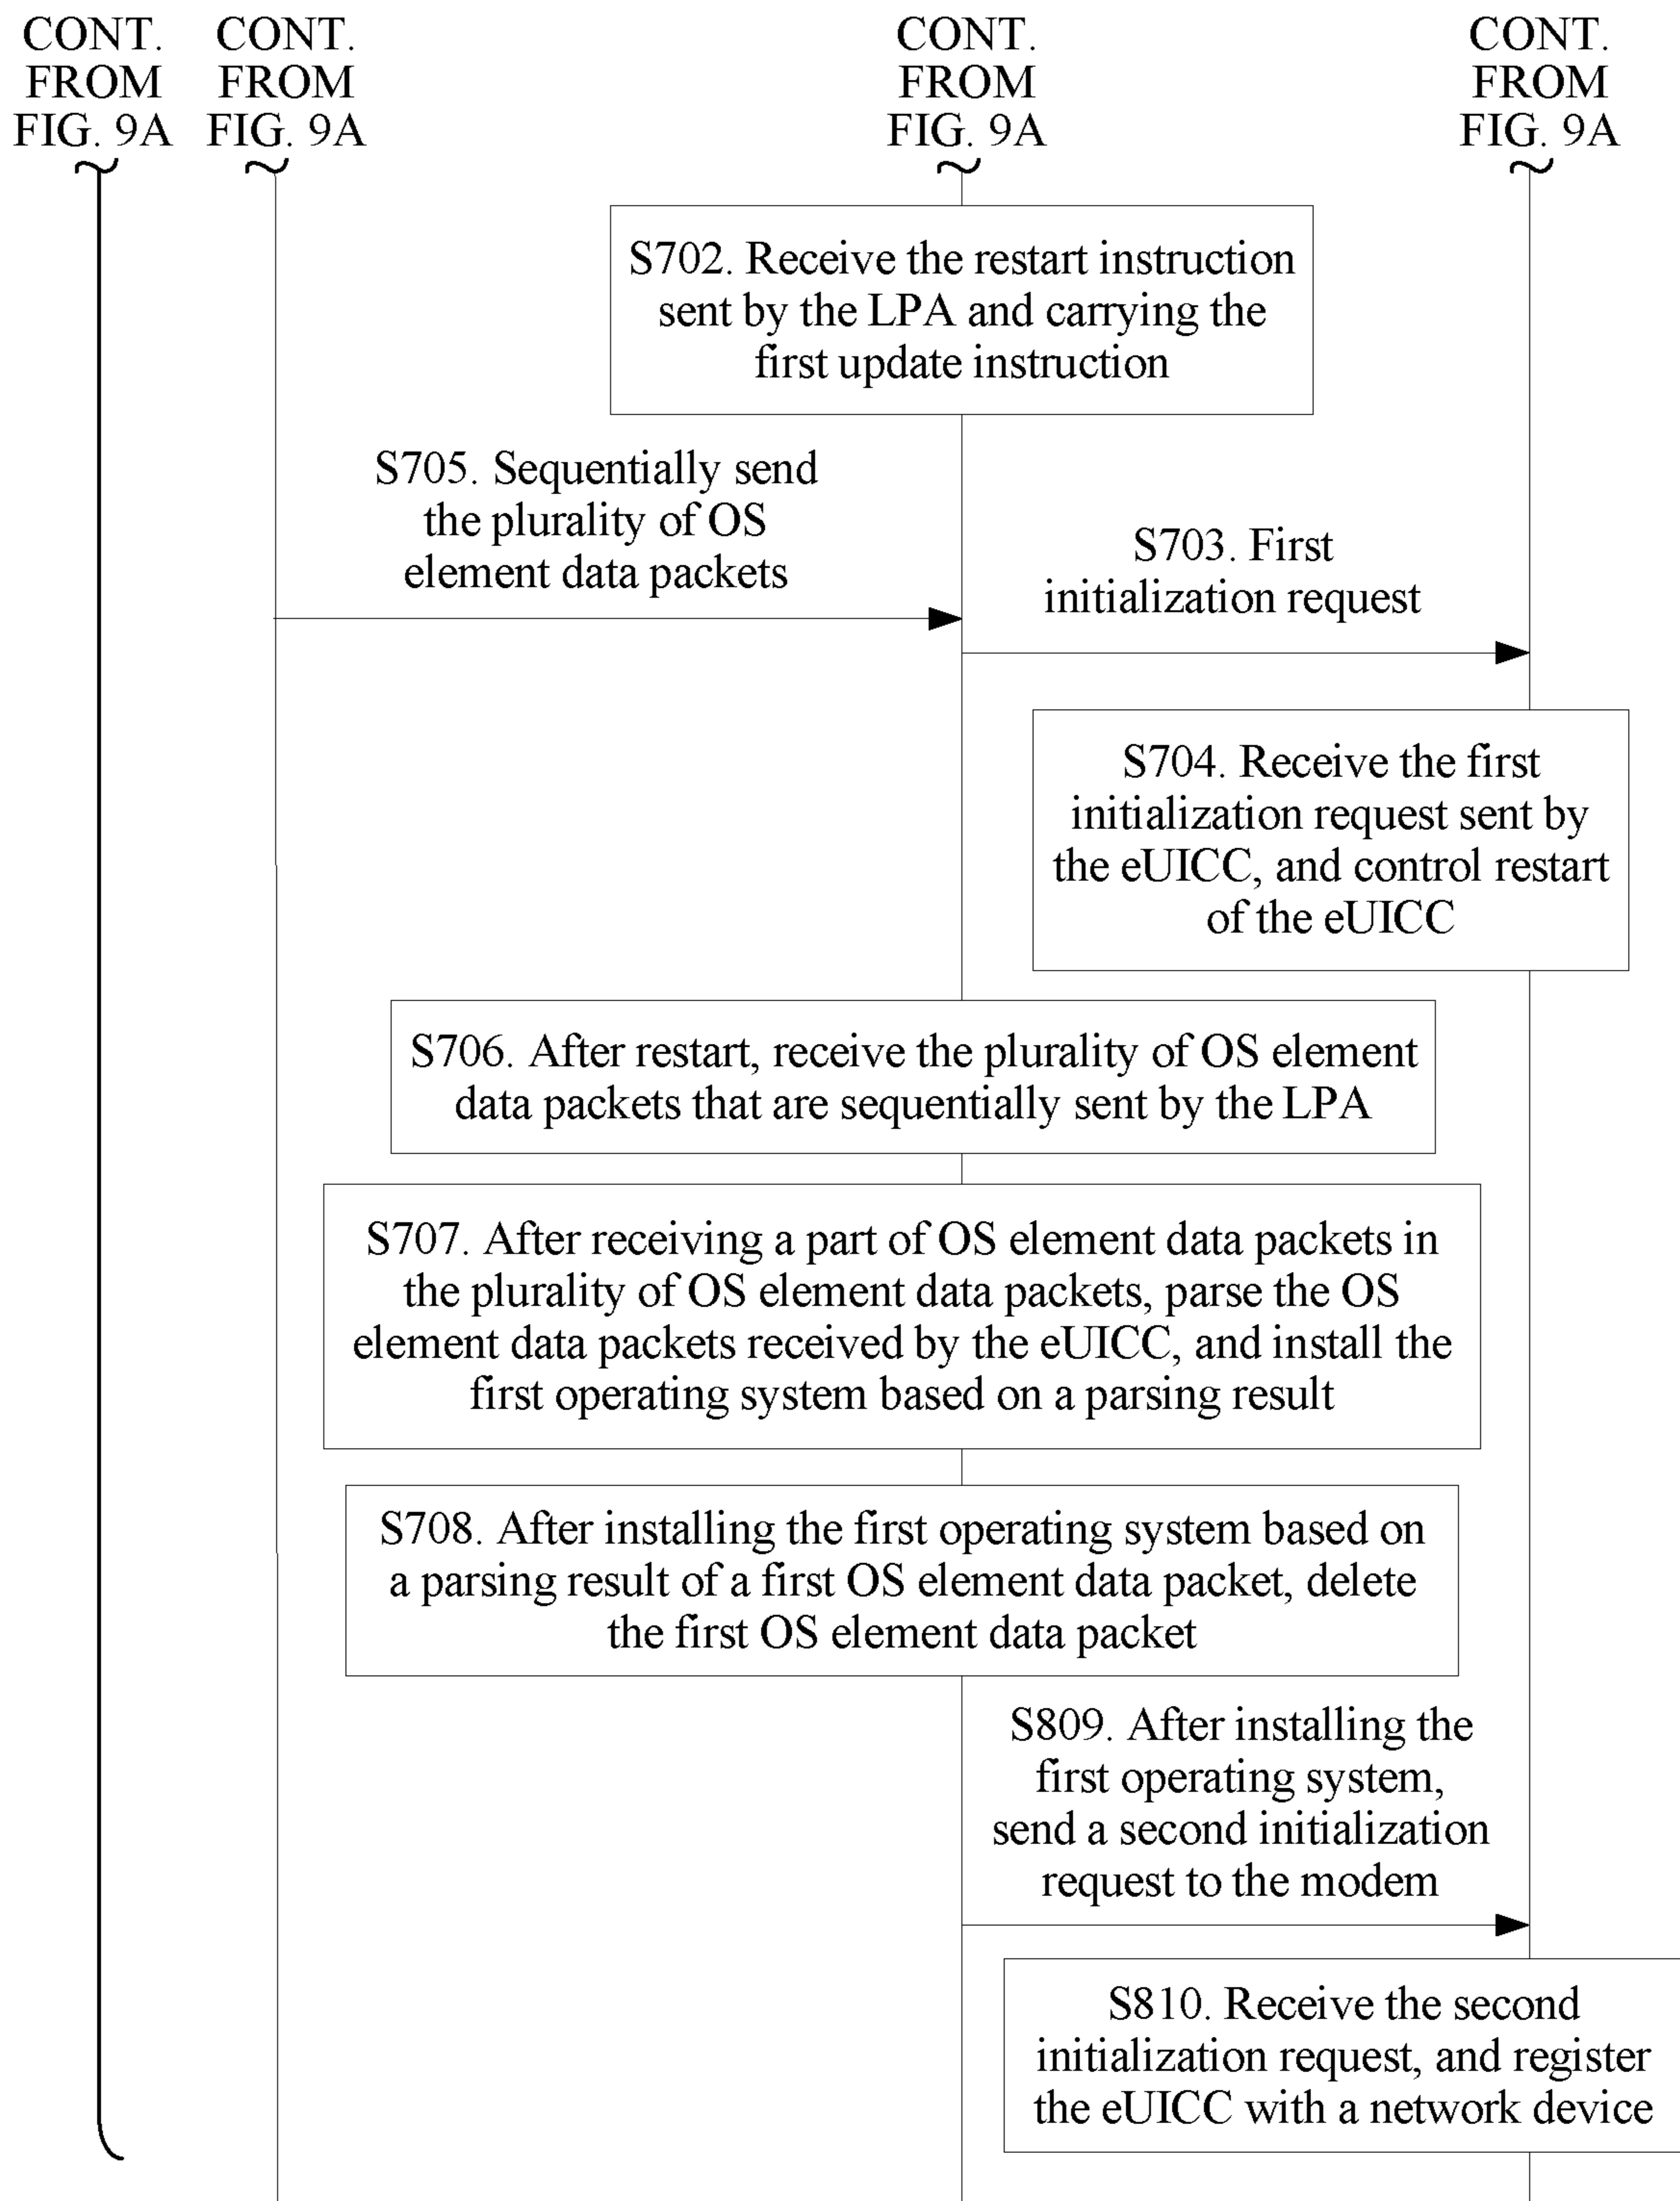 CONT.
FROM
FIG. 9A
CONT.
FROM
FIG. 9A
CONT.
FROM
FIG. 9A
CONT.
FROM
FIG. 9A
S702. Receive the restart instruction
sent by the LPA and carrying the
first update instruction
S705. Sequentially send
the plurality of OS
element data packets
S703. First
initialization request
S704. Receive the first
initialization request sent by
the eUICC, and control restart
of the eUICC
S706. After restart, receive the plurality of OS element
data packets that are sequentially sent by the LPA
S707. After receiving a part of OS element data packets in
the plurality of OS element data packets, parse the OS
element data packets received by the eUICC, and install the
first operating system based on a parsing result
S708. After installing the first operating system based on
a parsing result of a first OS element data packet, delete
the first OS element data packet
S809. After installing the
first operating system,
send a second initialization
request to the modem
S810. Receive the second
initialization request, and register
the eUICC with a network device